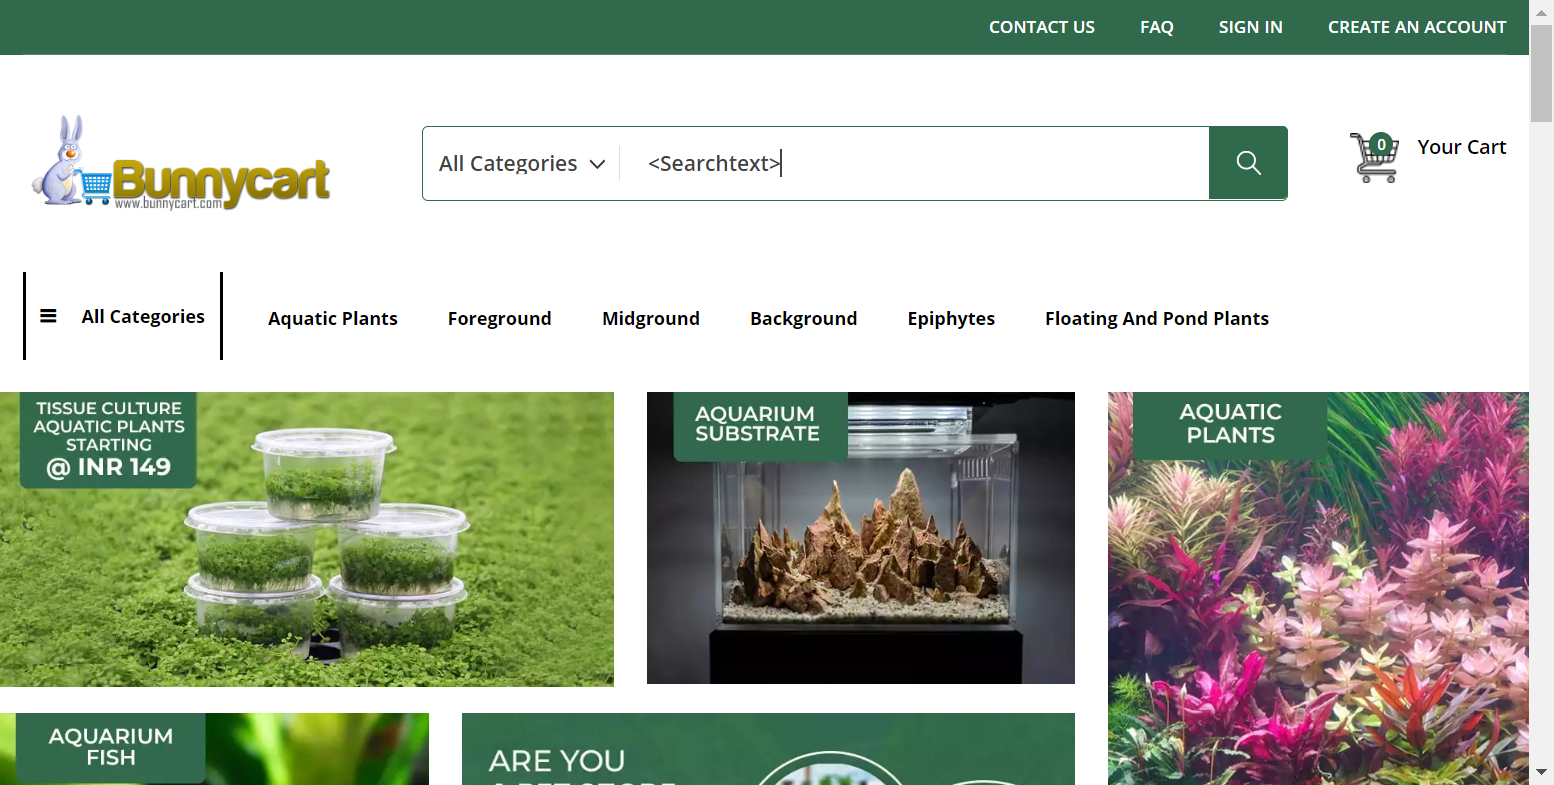 CONTACT US
FAQ
SIGN IN
CREATE AN ACCOUNT
Bunnycart
www.bunnycart.com
All Categories
<Searchtext>
0
Your Cart
All Categories
Aquatic Plants
Foreground
Midground
Background
Epiphytes
Floating And Pond Plants
TISSUE CULTURE
AQUATIC PLANTS
STARTING
@ INR 149
AQUARIUM
SUBSTRATE
AQUATIC
PLANTS
AQUARIUM
FISH
ARE YOU
A PET STORE